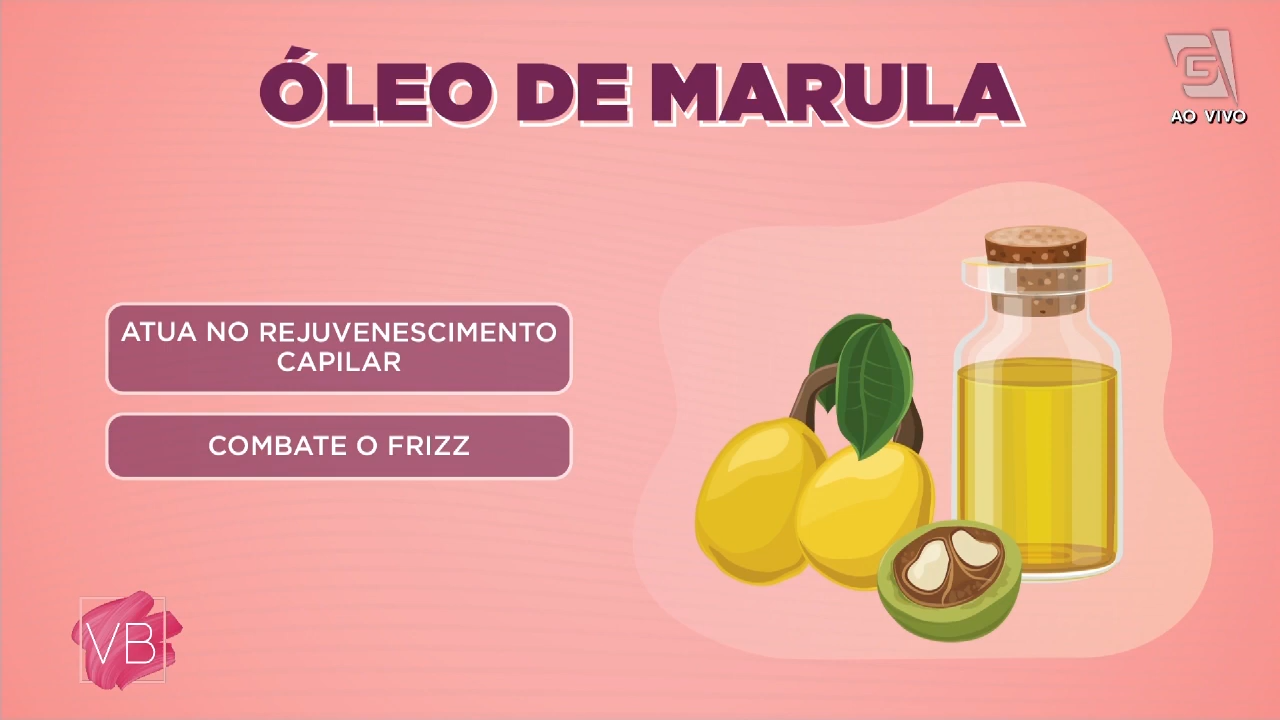 ÓLEO DE MARULA
G
AO VIVO
ATUA NO REJUVENESCIMENTO
CAPILAR
COMBATE O FRIZZ
VB